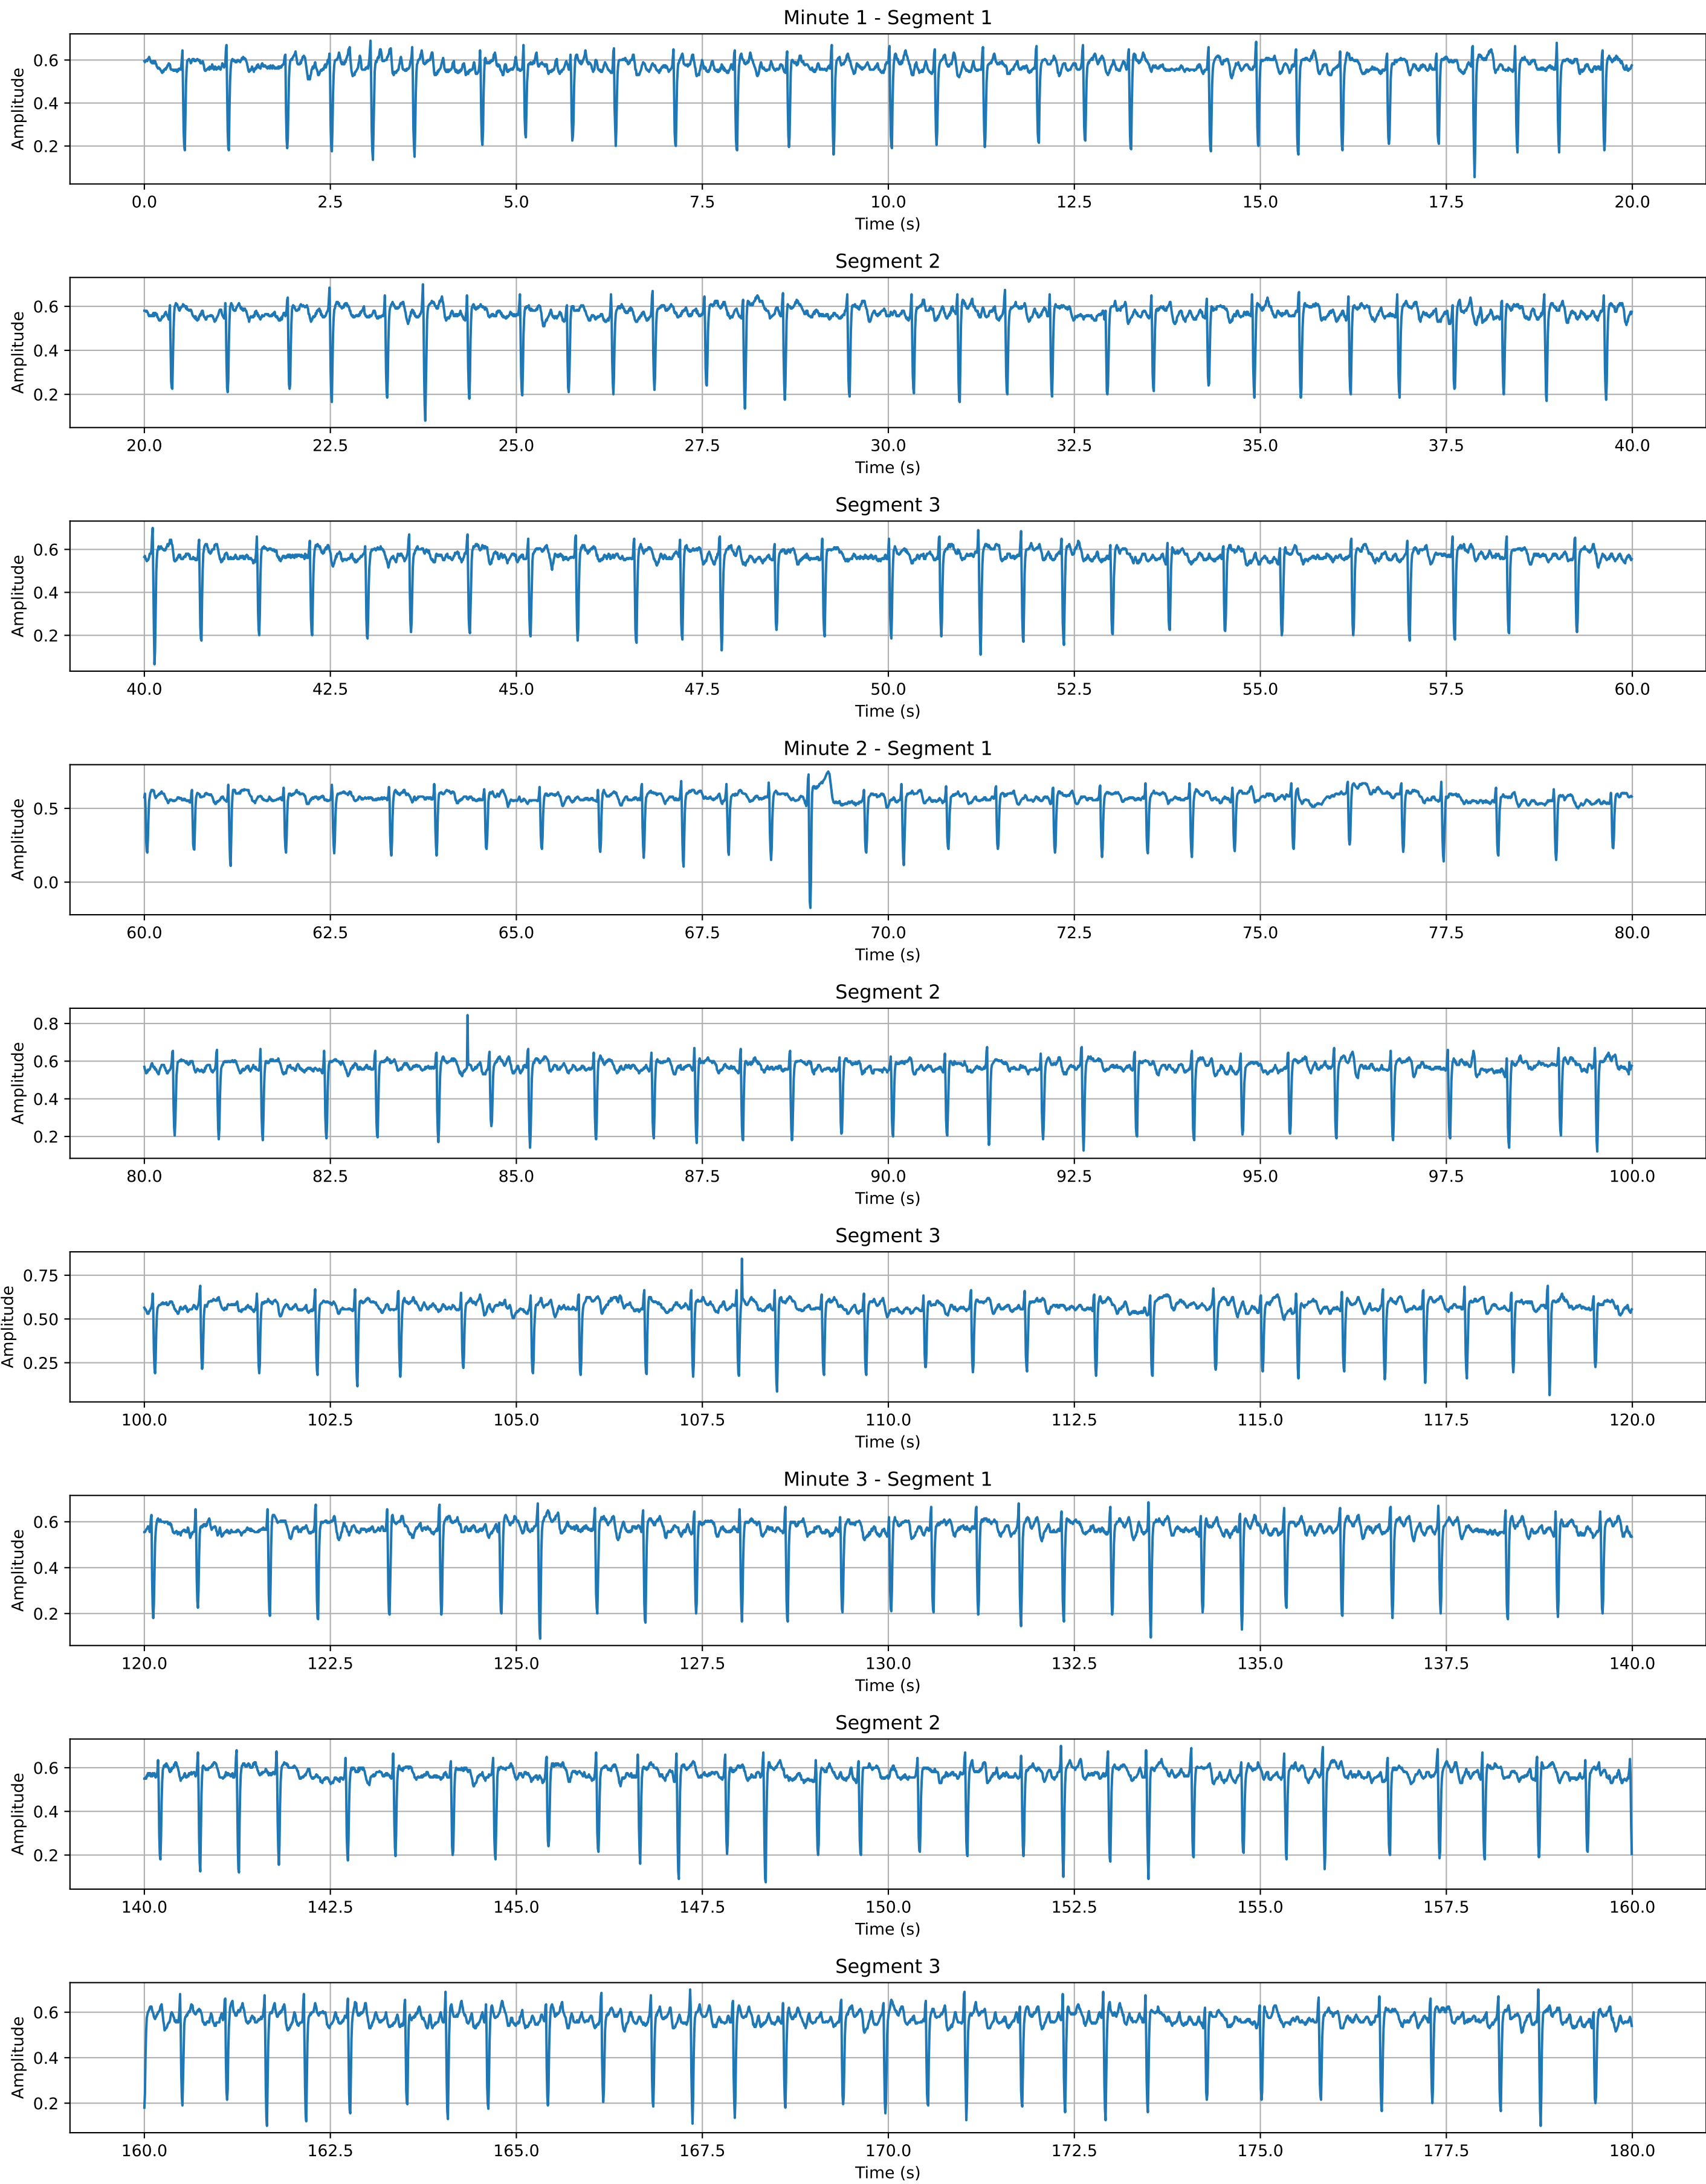 Minute 1 - Segment 1
Amplitude
0.6
0.4
0.2
0.0 2.5 5.0 7.5 10.0 12.5 15.0 17.5 20.0
Time (s)
Segment 2
Amplitude
0.6
0.4
0.2
20.0 22.5 25.0 27.5 30.0 32.5 35.0 37.5 40.0
Time (s)
Segment 3
Amplitude
0.6
0.4
0.2
40.0 42.5 45.0 47.5 50.0 52.5 55.0 57.5 60.0
Time (s)
Minute 2 - Segment 1
Amplitude
0.5
0.0
60.0 62.5 65.0 67.5 70.0 72.5 75.0 77.5 80.0
Time (s)
Segment 2
Amplitude
0.8
0.6
0.4
0.2
80.0 82.5 85.0 87.5 90.0 92.5 95.0 97.5 100.0
Time (s)
Segment 3
Amplitude
0.75
0.50
0.25
100.0 102.5 105.0 107.5 110.0 112.5 115.0 117.5 120.0
Time (s)
Minute 3 - Segment 1
Amplitude
0.6
0.4
0.2
120.0 122.5 125.0 127.5 130.0 132.5 135.0 137.5 140.0
Time (s)
Segment 2
Amplitude
0.6
0.4
0.2
140.0 142.5 145.0 147.5 150.0 152.5 155.0 157.5 160.0
Time (s)
Segment 3
Amplitude
0.6
0.4
0.2
160.0 162.5 165.0 167.5 170.0 172.5 175.0 177.5 180.0
Time (s)